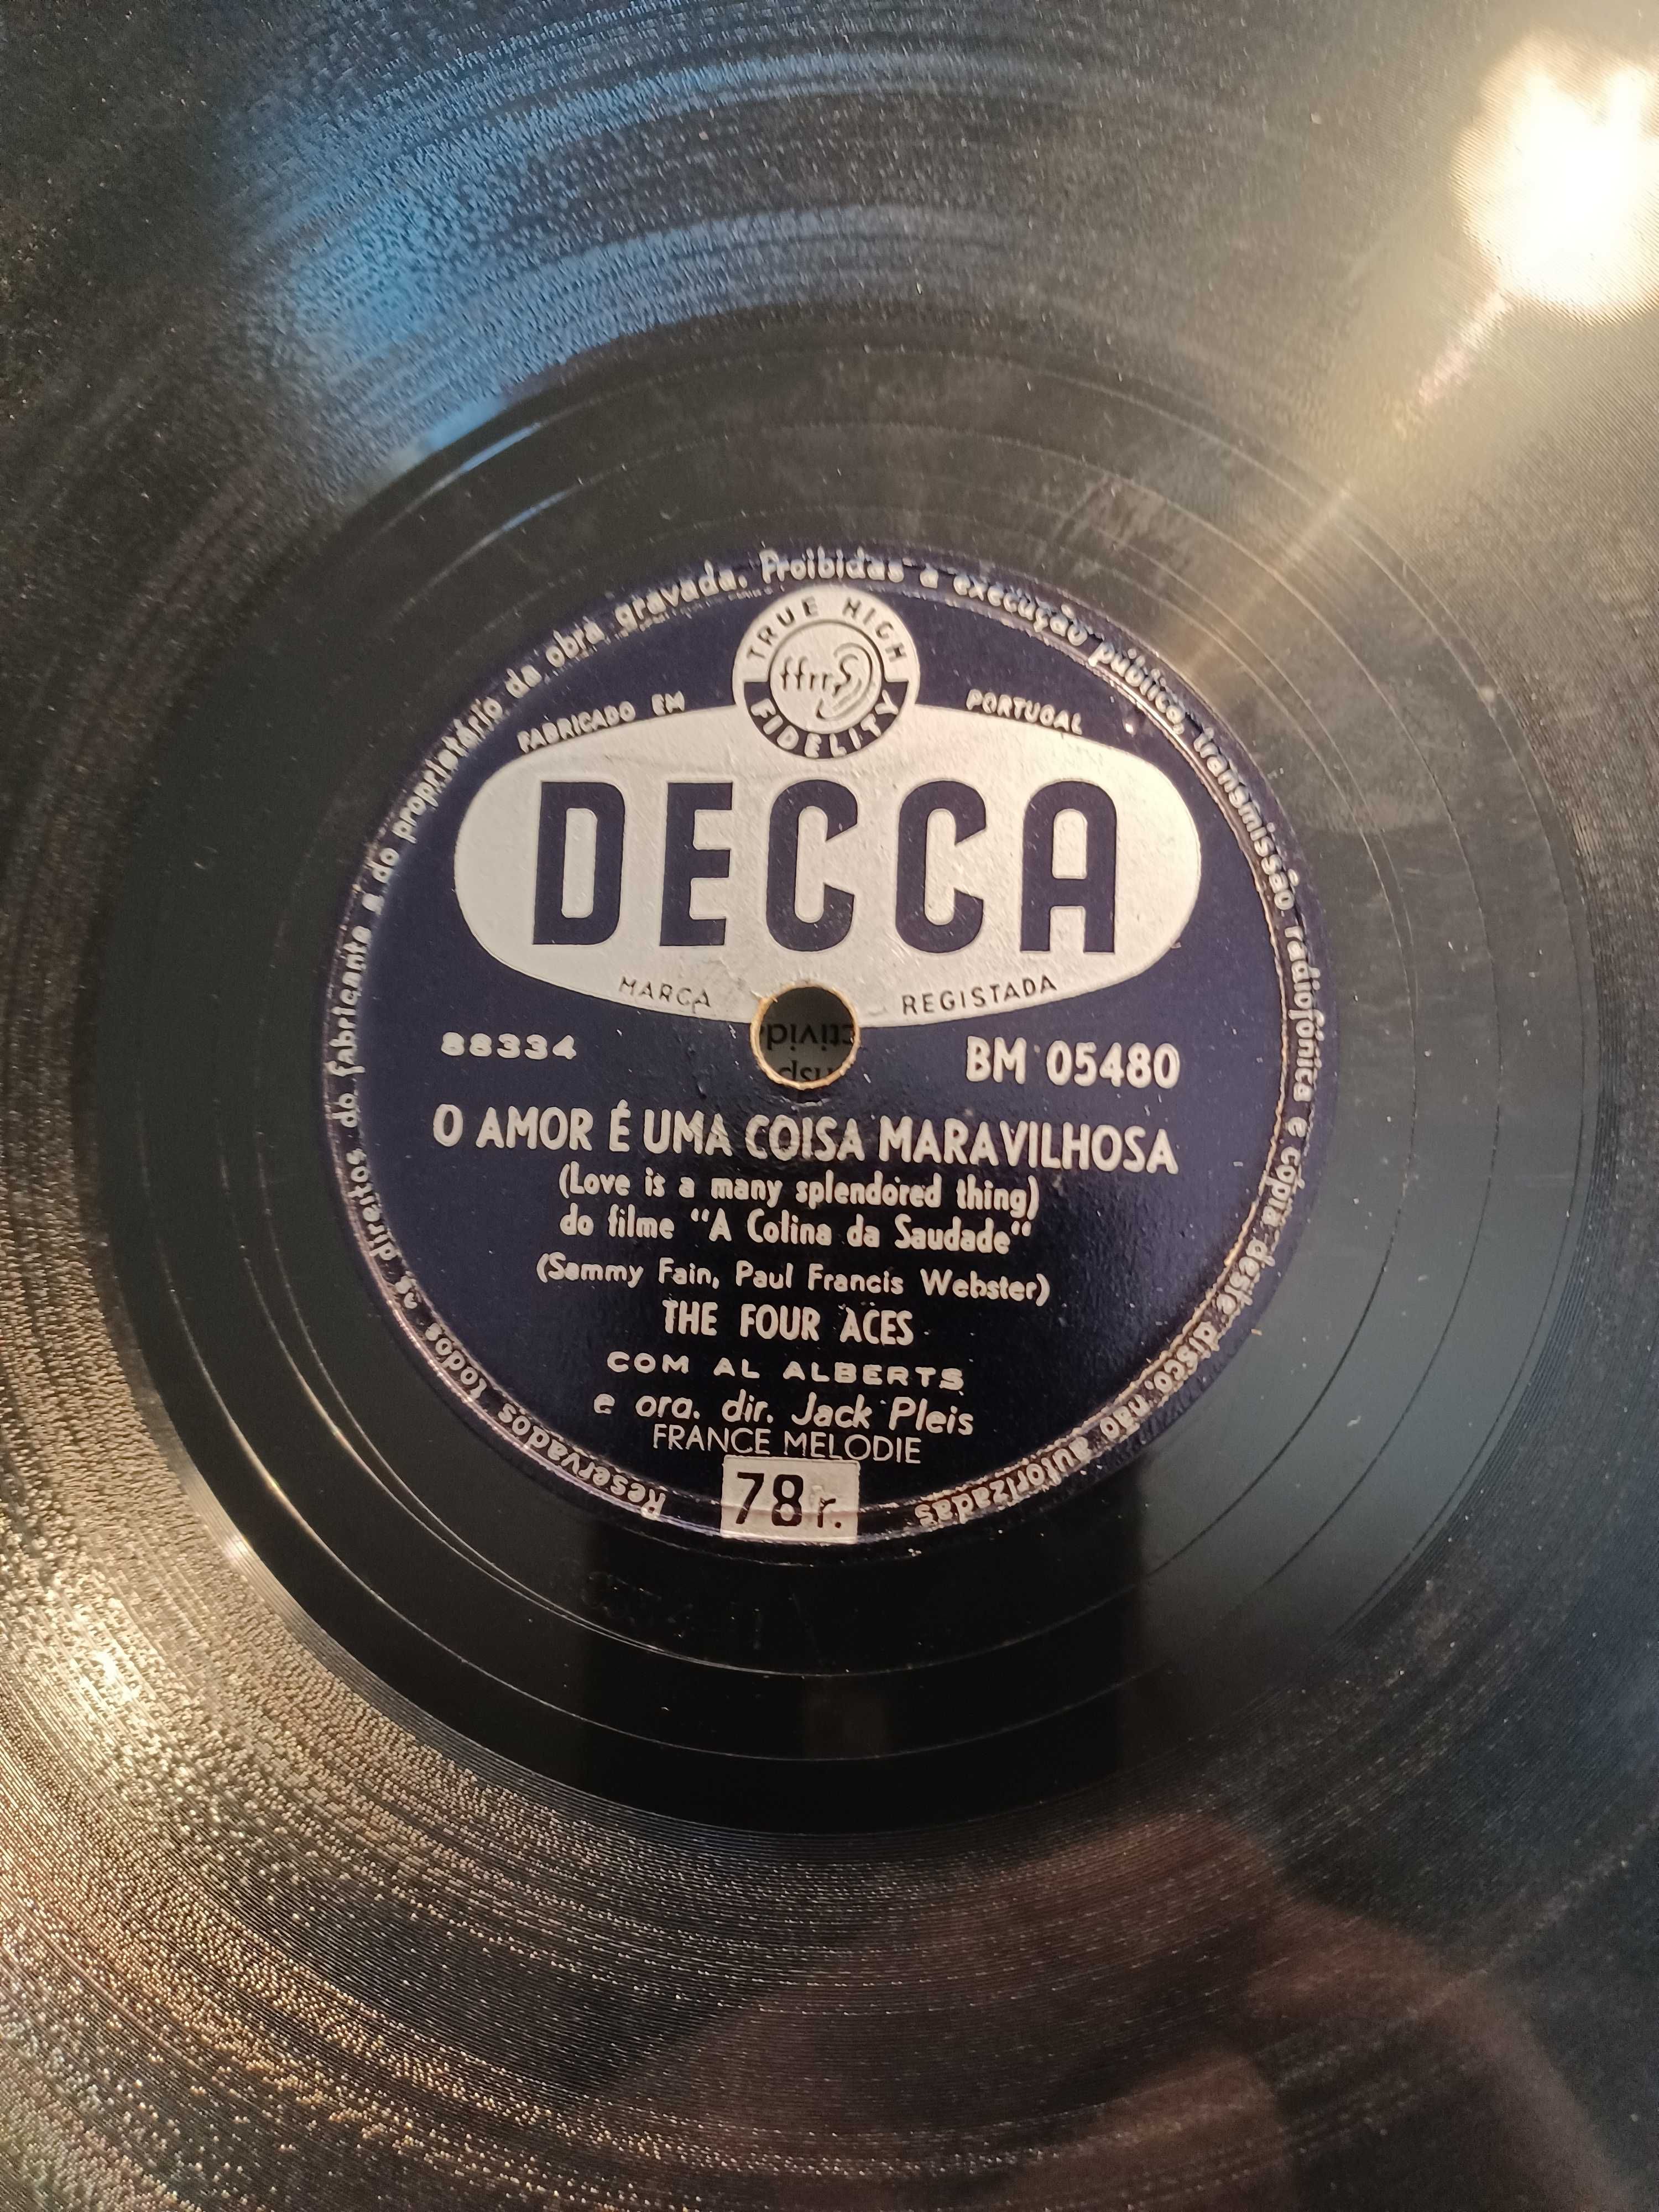 Reservados todos os direitos do fabricante e do proprietário da obra gravada. Proibidas a execução público, transmissão radiofónica e cópia deste disco, não autorizadas
TRUE HIGH
ffrr
FIDELITY
FABRICADO EM PORTUGAL
DECCA
MARCA REGISTADA
88334 BM 05480
O AMOR É UMA COISA MARAVILHOSA
(Love is a many splendored thing)
do filme "A Colina da Saudade"
(Sammy Fain, Paul Francis Webster)
THE FOUR ACES
COM AL ALBERTS
e orq. dir. Jack Pleis
FRANCE MELODIE
78 r.